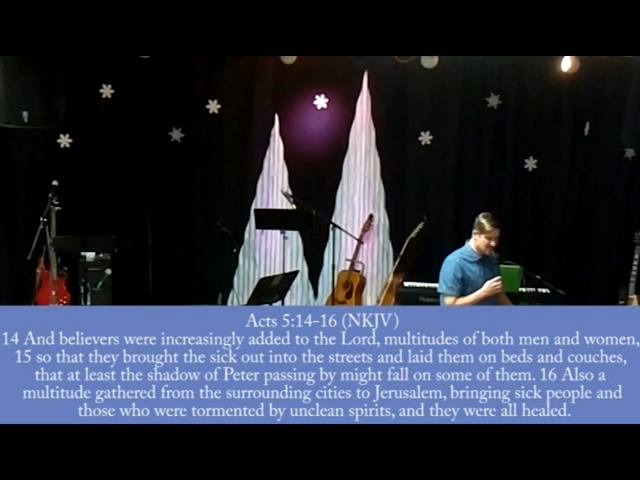 Acts 5:14-16 (NKJV)
14 And believers were increasingly added to the Lord, multitudes of both men and women,
15 so that they brought the sick out into the streets and laid them on beds and couches,
that at least the shadow of Peter passing by might fall on some of them. 16 Also a
multitude gathered from the surrounding cities to Jerusalem, bringing sick people and
those who were tormented by unclean spirits, and they were all healed.